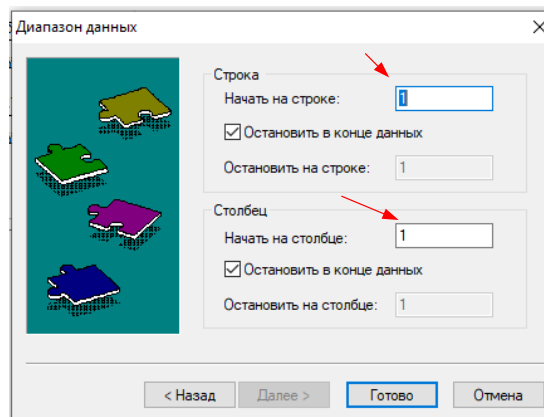 Диапазон данных
Строка
Начать на строке: 1
Остановить в конце данных
Остановить на строке: 1
Столбец
Начать на столбце: 1
Остановить в конце данных
Остановить на столбце: 1
< Назад Далее > Готово Отмена